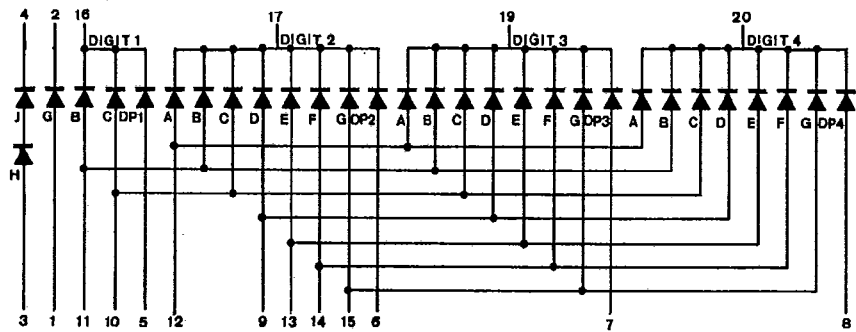 4 2 16 17 19 20
DIGIT 1 DIGIT 2 DIGIT 3 DIGIT 4
J G B C DP1 A B C D E F G DP2 A B C D E F G DP3 A B C D E F G DP4
H
3 1 11 10 5 12 9 13 14 15 6 7 8